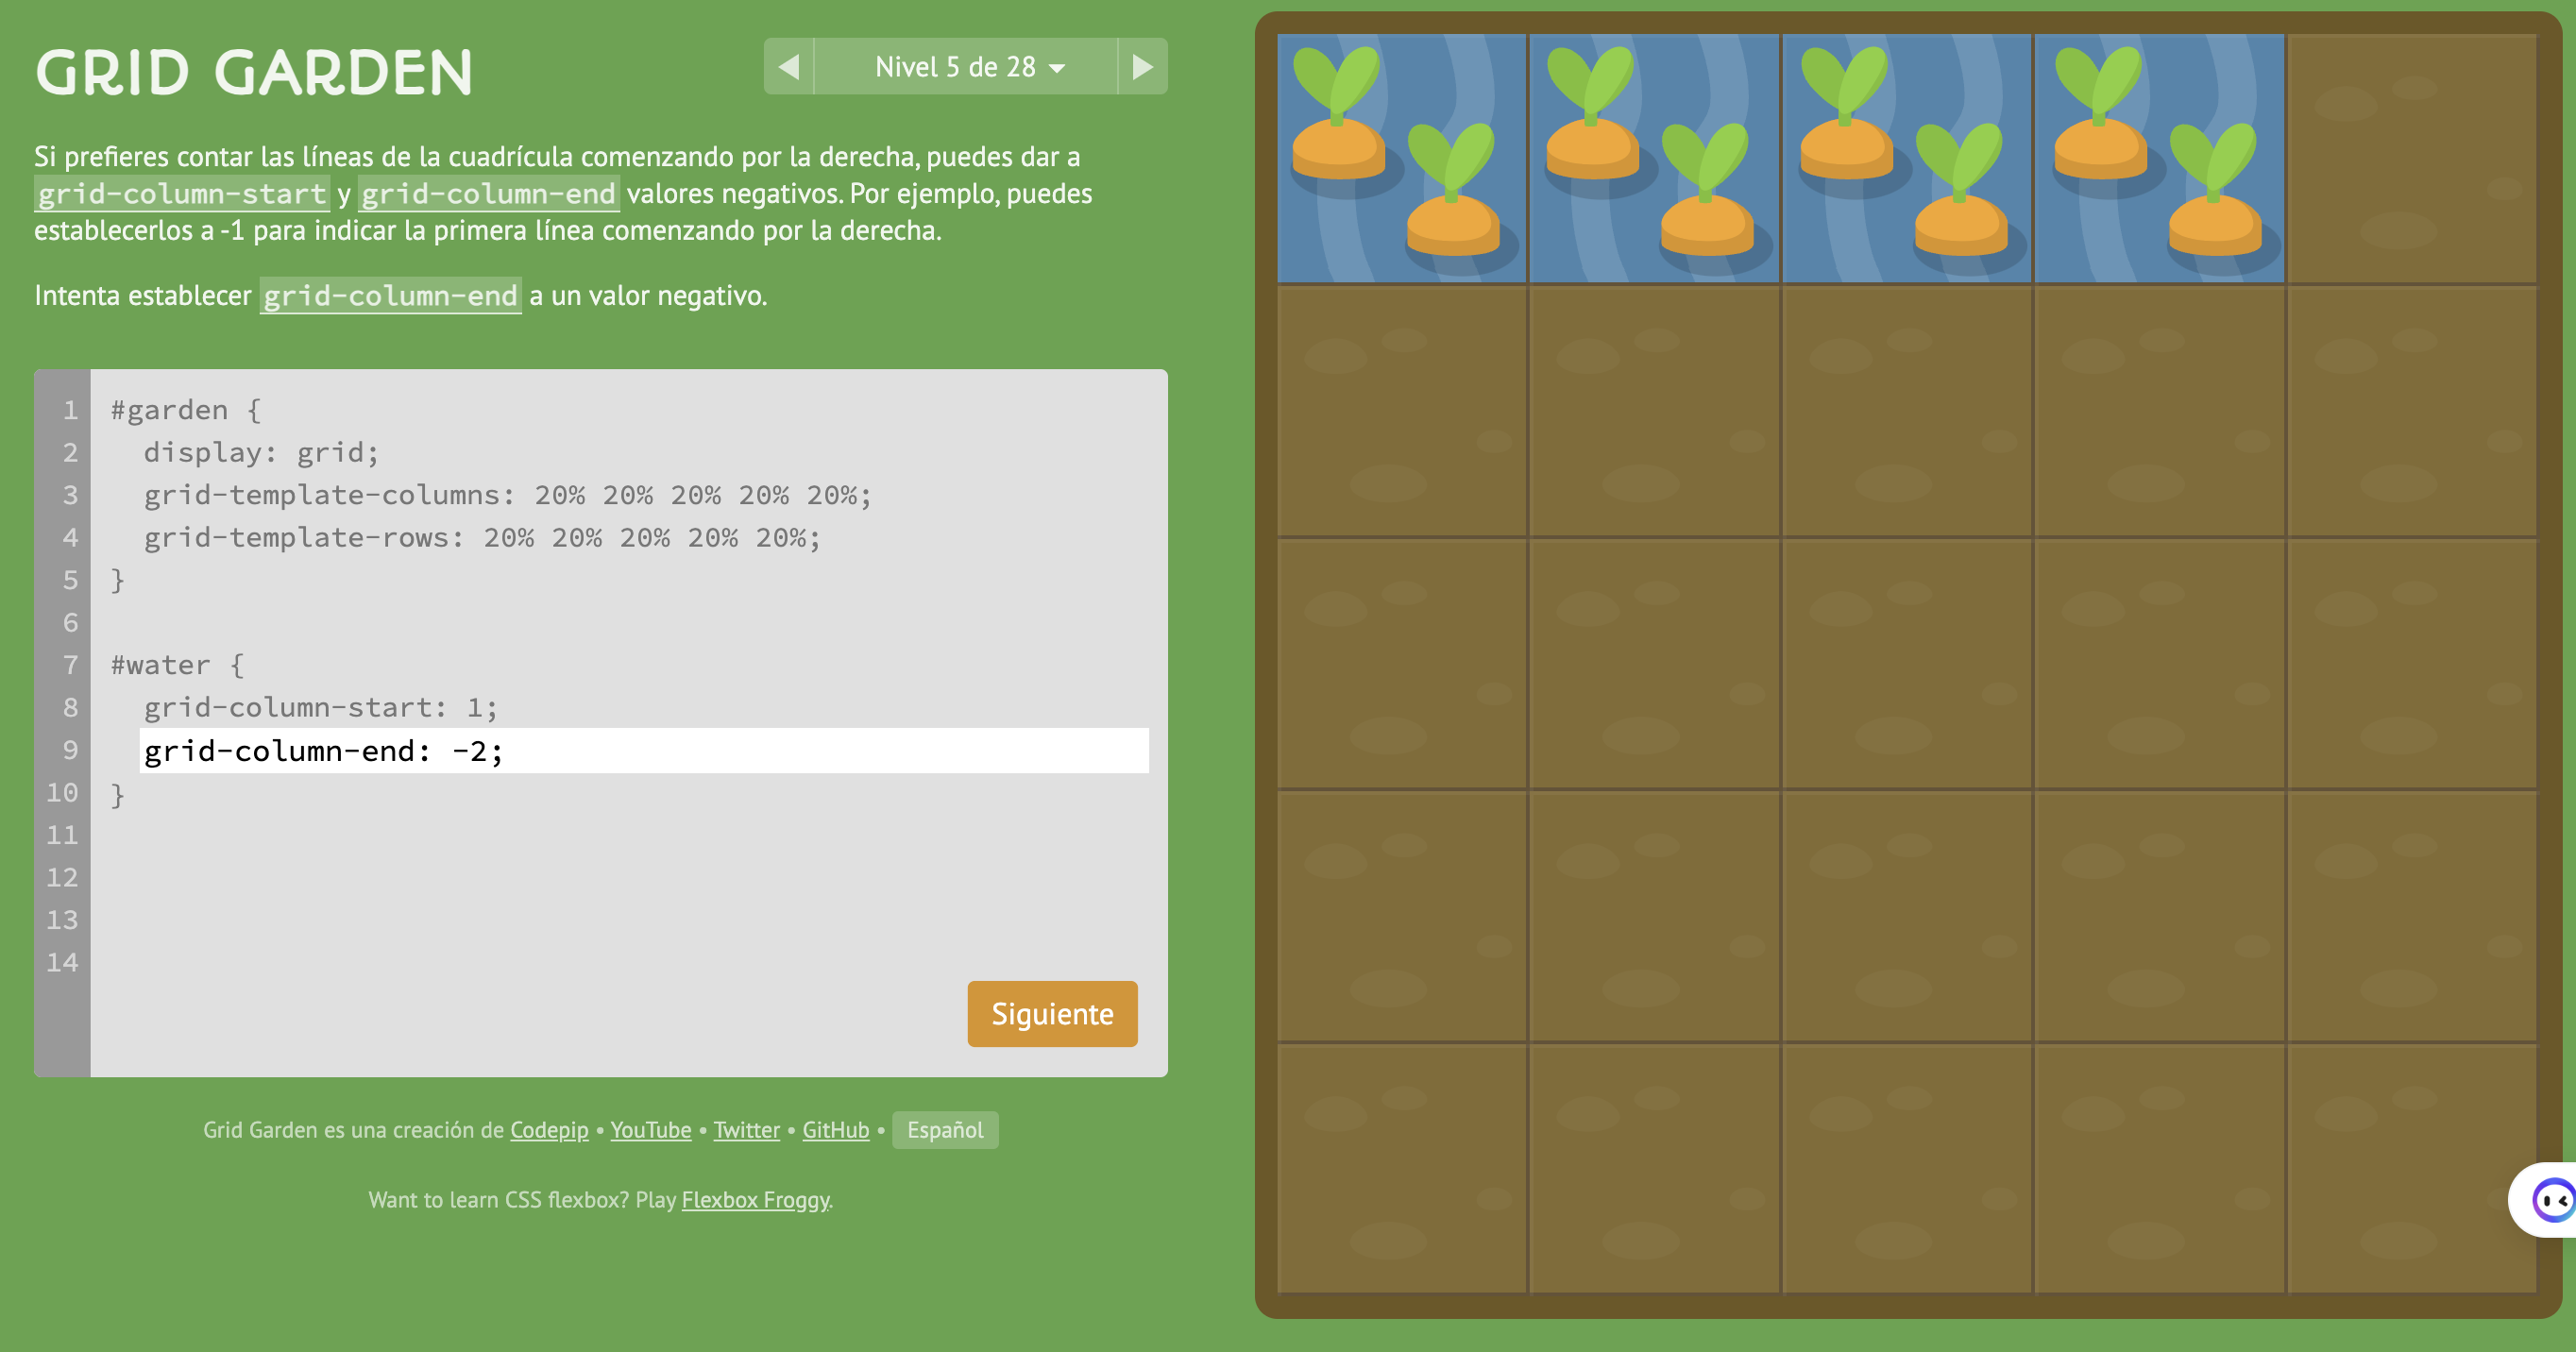 GRID GARDEN
Nivel 5 de 28
Si prefieres contar las líneas de la cuadrícula comenzando por la derecha, puedes dar a
grid-column-start y grid-column-end valores negativos. Por ejemplo, puedes
establecerlos a -1 para indicar la primera línea comenzando por la derecha.
Intenta establecer grid-column-end a un valor negativo.
1 #garden {
2 display: grid;
3 grid-template-columns: 20% 20% 20% 20% 20%;
4 grid-template-rows: 20% 20% 20% 20% 20%;
5 }
6
7 #water {
8 grid-column-start: 1;
9 grid-column-end: -2;
10 }
11
12
13
14
Siguiente
Grid Garden es una creación de Codepip • YouTube • Twitter • GitHub • Español
Want to learn CSS flexbox? Play Flexbox Froggy.